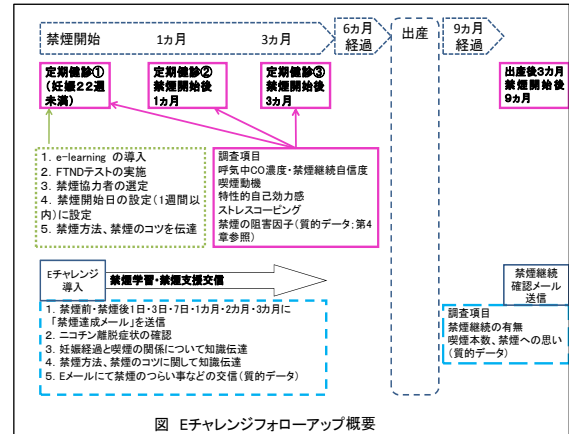 禁煙開始 1ヵ月 3ヵ月
6ヵ月
経過
出産
9ヵ月
経過
定期健診①
(妊娠22週
未満)
定期健診②
禁煙開始後
1ヵ月
定期健診③
禁煙開始後
3ヵ月
出産後3カ月
禁煙開始後
9ヵ月
1. e-learning の導入
2. FTNDテストの実施
3. 禁煙協力者の選定
4. 禁煙開始日の設定(1週間以
内)に設定
5. 禁煙方法、禁煙のコツを伝達
調査項目
呼気中CO濃度・禁煙継続自信度
喫煙動機
特性的自己効力感
ストレスコーピング
禁煙の阻害因子(質的データ;第4
章参照)
Eチャレンジ
導入
禁煙学習・禁煙支援交信
禁煙継続
確認メール
送信
1. 禁煙前・禁煙後1日・3日・7日・1カ月・2カ月・3カ月に
「禁煙達成メール」を送信
2. ニコチン離脱症状の確認
3. 妊娠経過と喫煙の関係について知識伝達
4. 禁煙方法、禁煙のコツに関して知識伝達
5. Eメールにて禁煙のつらい事などの交信(質的データ)
調査項目
禁煙継続の有無
喫煙本数、禁煙への思い
(質的データ)
図 Eチャレンジフォローアップ概要